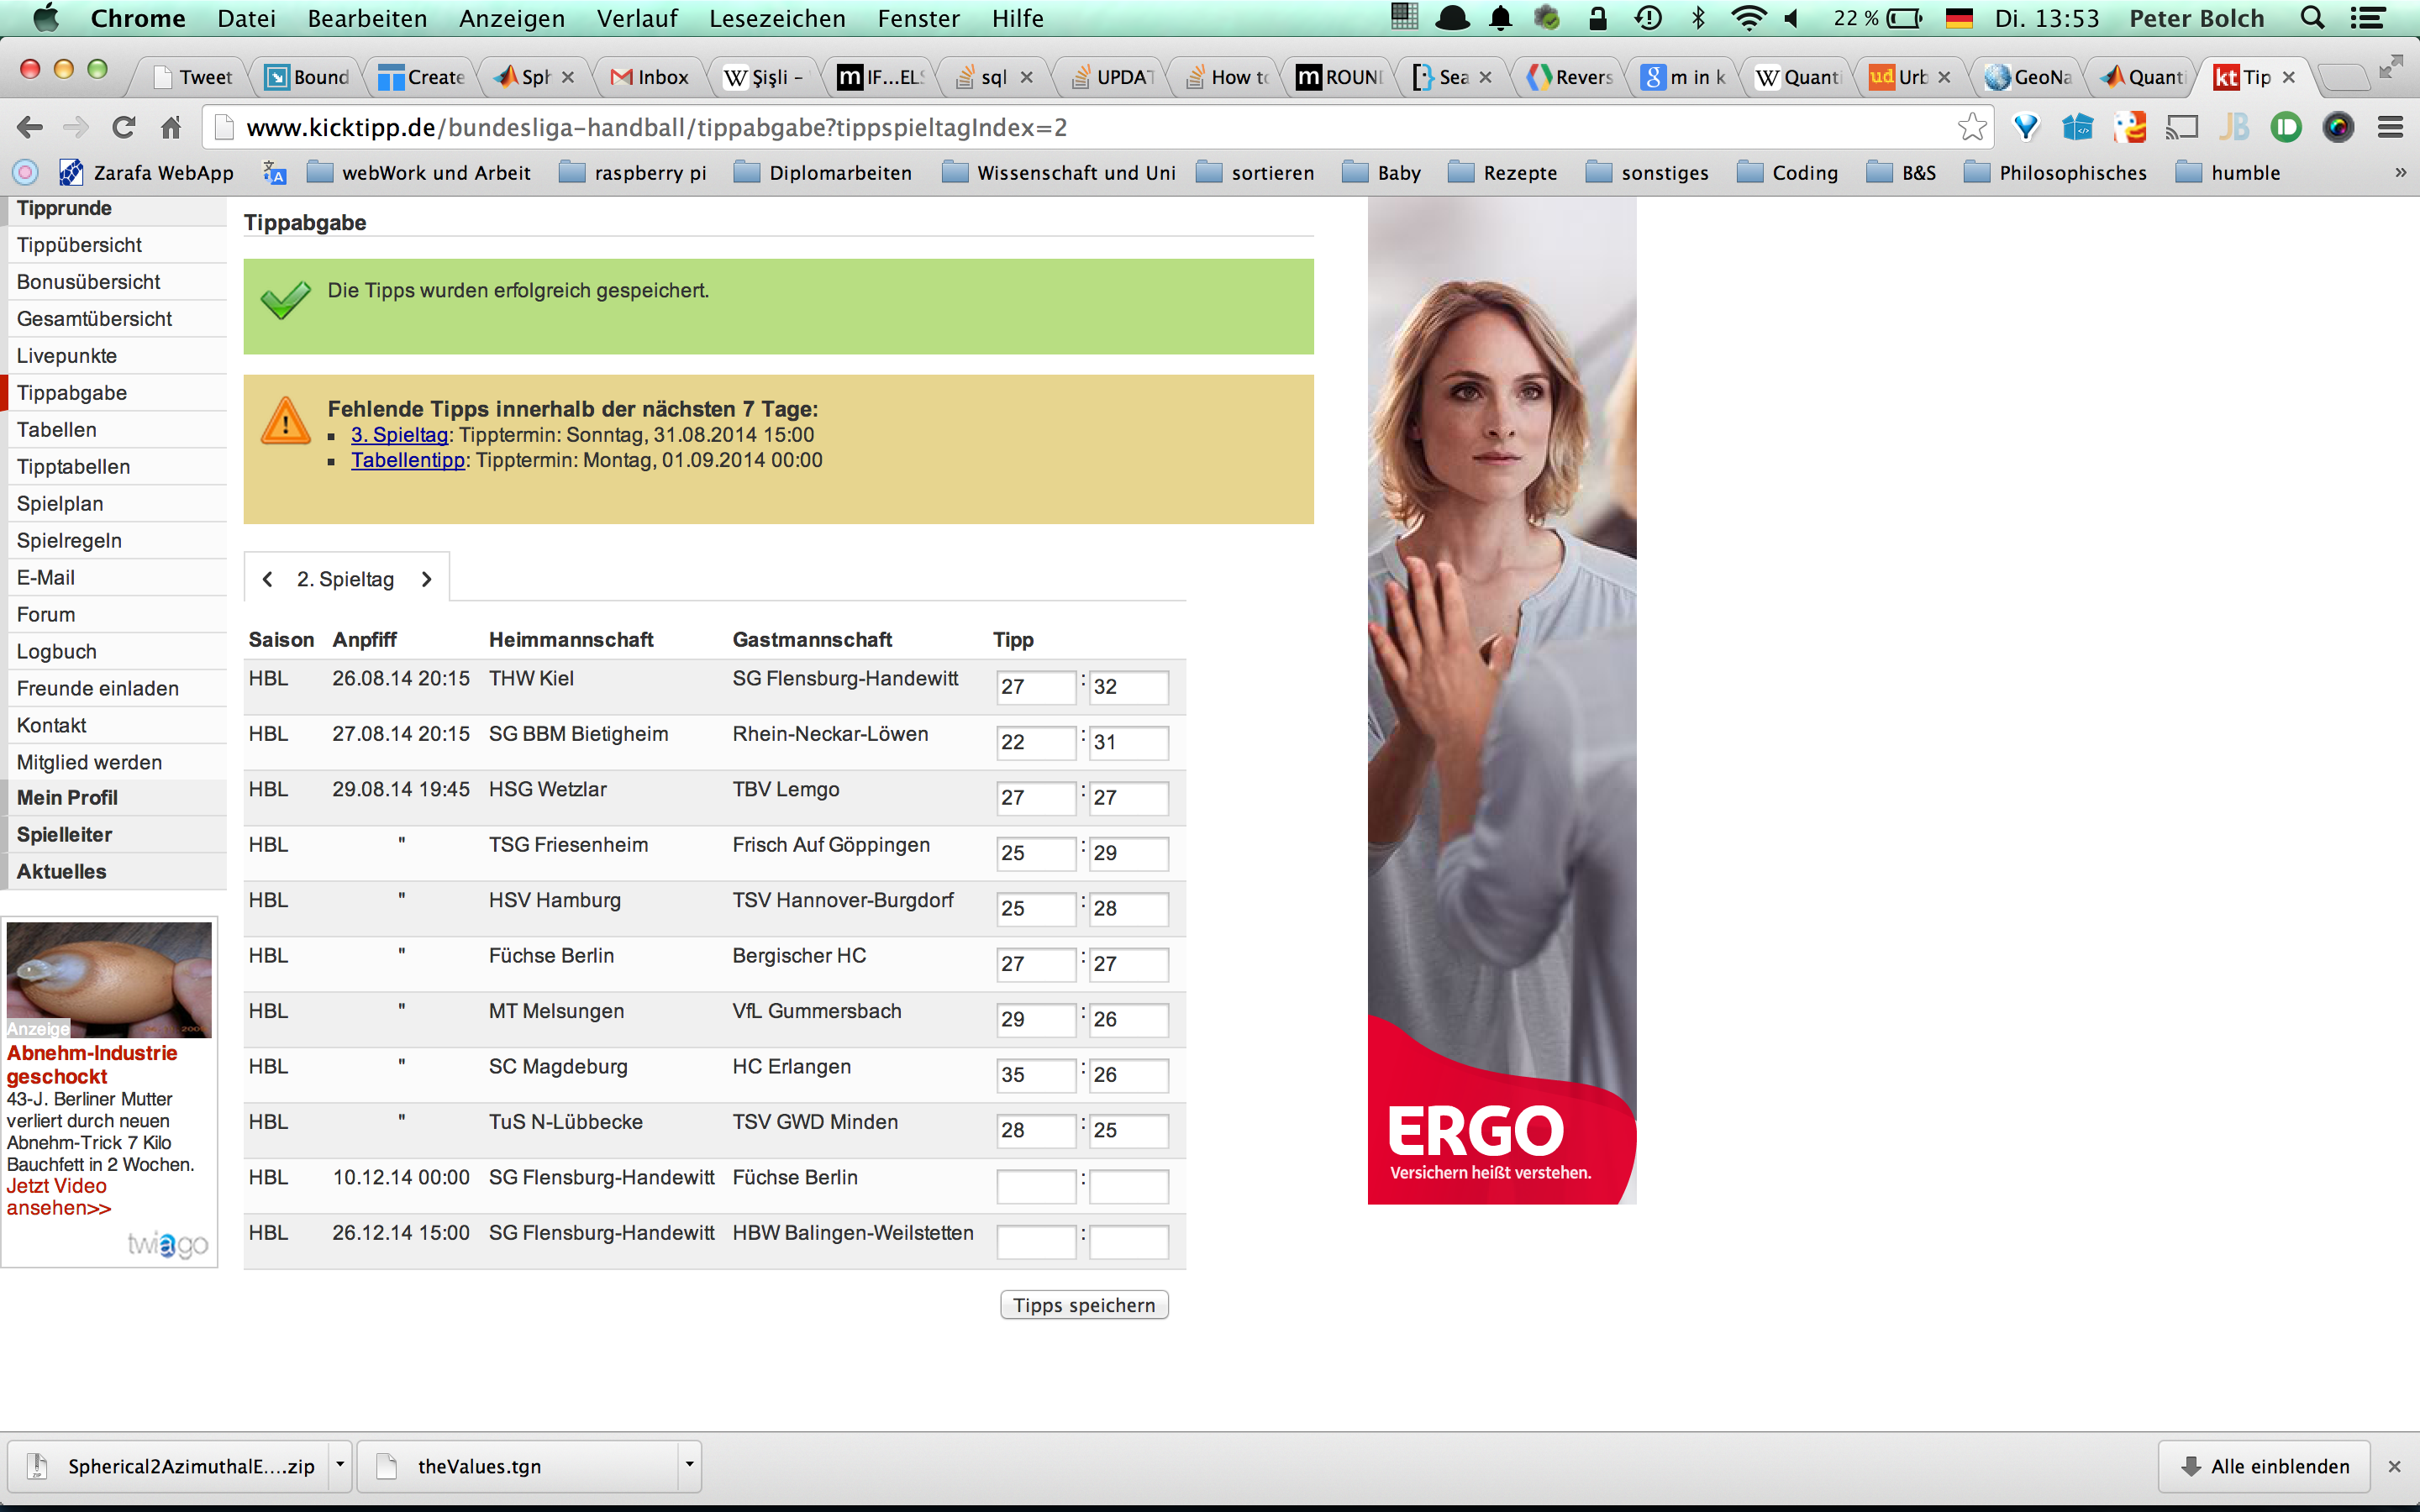 Chrome Datei Bearbeiten Anzeigen Verlauf Lesezeichen Fenster Hilfe 22 % Di. 13:53 Peter Bolch
Tweet Bound Create Sph Inbox Şişli – IF...ELS sql UPDAT How to ROUND Sea Revers m in k Quanti Urb GeoNa Quanti Tip
www.kicktipp.de/bundesliga-handball/tippabgabe?tippspieltagIndex=2
Zarafa WebApp webWork und Arbeit raspberry pi Diplomarbeiten Wissenschaft und Uni sortieren Baby Rezepte sonstiges Coding B&S Philosophisches humble »
Tipprunde
Tippübersicht
Bonusübersicht
Gesamtübersicht
Livepunkte
Tippabgabe
Tabellen
Tipptabellen
Spielplan
Spielregeln
E-Mail
Forum
Logbuch
Freunde einladen
Kontakt
Mitglied werden
Mein Profil
Spielleiter
Aktuelles
Anzeige
Abnehm-Industrie
geschockt
43-J. Berliner Mutter
verliert durch neuen
Abnehm-Trick 7 Kilo
Bauchfett in 2 Wochen.
Jetzt Video
ansehen>>
twiago
Tippabgabe
Die Tipps wurden erfolgreich gespeichert.
Fehlende Tipps innerhalb der nächsten 7 Tage:
3. Spieltag: Tipptermin: Sonntag, 31.08.2014 15:00
Tabellentipp: Tipptermin: Montag, 01.09.2014 00:00
2. Spieltag
Saison Anpfiff Heimmannschaft Gastmannschaft Tipp
HBL 26.08.14 20:15 THW Kiel SG Flensburg-Handewitt 27 : 32
HBL 27.08.14 20:15 SG BBM Bietigheim Rhein-Neckar-Löwen 22 : 31
HBL 29.08.14 19:45 HSG Wetzlar TBV Lemgo 27 : 27
HBL " TSG Friesenheim Frisch Auf Göppingen 25 : 29
HBL " HSV Hamburg TSV Hannover-Burgdorf 25 : 28
HBL " Füchse Berlin Bergischer HC 27 : 27
HBL " MT Melsungen VfL Gummersbach 29 : 26
HBL " SC Magdeburg HC Erlangen 35 : 26
HBL " TuS N-Lübbecke TSV GWD Minden 28 : 25
HBL 10.12.14 00:00 SG Flensburg-Handewitt Füchse Berlin :
HBL 26.12.14 15:00 SG Flensburg-Handewitt HBW Balingen-Weilstetten :
Tipps speichern
ERGO
Versichern heißt verstehen.
Spherical2AzimuthalE....zip theValues.tgn Alle einblenden